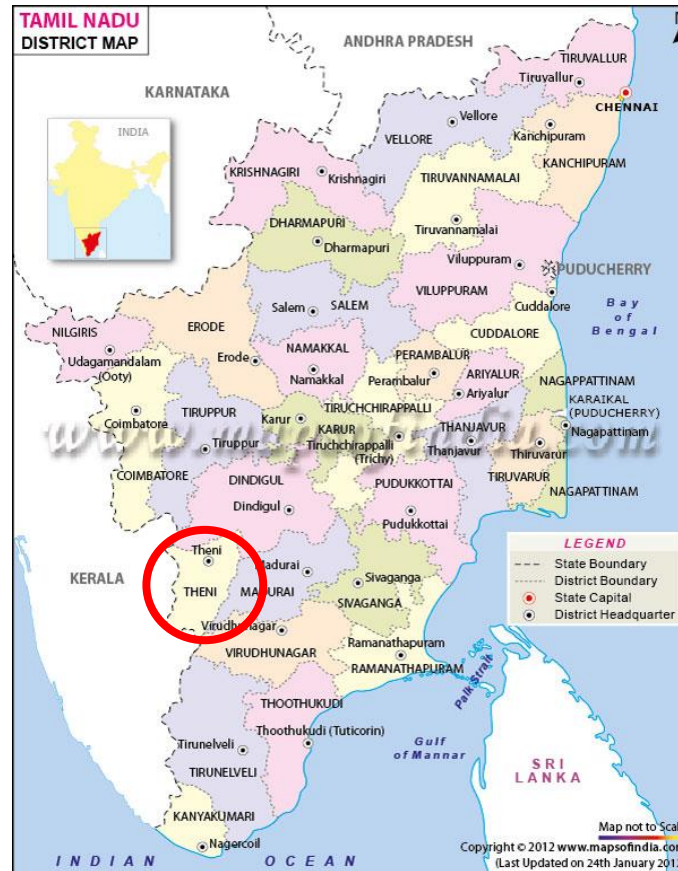 TAMIL NADU
DISTRICT MAP
ANDHRA PRADESH
KARNATAKA
INDIA
TIRUVALLUR
Tiruvallur
CHENNAI
Vellore
VELLORE
Kanchipuram
KANCHIPURAM
KRISHNAGIRI
Krishnagiri
TIRUVANNAMALAI
Tiruvannamalai
DHARMAPURI
Dharmapuri
Viluppuram
VILUPPURAM
PUDUCHERRY
Salem
SALEM
Cuddalore
CUDDALORE
Bay
of
Bengal
NILGIRIS
Udagamandalam
(Ooty)
ERODE
Erode
NAMAKKAL
Namakkal
PERAMBALUR
Perambalur
ARIYALUR
Ariyalur
NAGAPPATTINAM
KARAIKAL
(PUDUCHERRY)
Nagapattinam
Coimbatore
COIMBATORE
TIRUPPUR
Tiruppur
Karur
KARUR
TIRUCHCHIRAPPALLI
Tiruchchirappalli
(Trichy)
THANJAVUR
Thanjavur
Thiruvarur
TIRUVARUR
NAGAPATTINAM
DINDIGUL
Dindigul
PUDUKKOTTAI
Pudukkottai
KERALA
Theni
THENI
Madurai
MADURAI
Sivaganga
SIVAGANGA
Virudhunagar
VIRUDHUNAGAR
Ramanathapuram
RAMANATHAPURAM
Palk Strait
THOOTHUKUDI
Thoothukudi (Tuticorin)
Tirunelveli
TIRUNELVELI
Gulf
of Mannar
SRI
LANKA
KANYAKUMARI
Nagercoil
INDIAN OCEAN
LEGEND
State Boundary
District Boundary
State Capital
District Headquarter
Map not to Scal
Copyright © 2012 www.mapsofindia.com
(Last Updated on 24th January 201